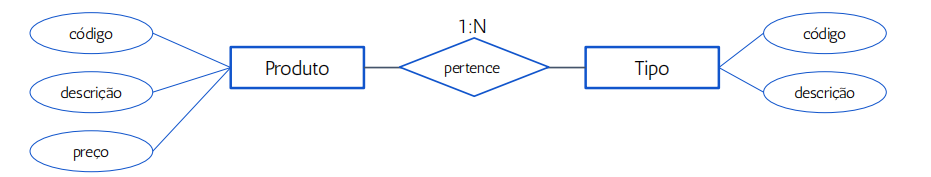 1:N
código
Produto
pertence
Tipo
código
descrição
descrição
preço